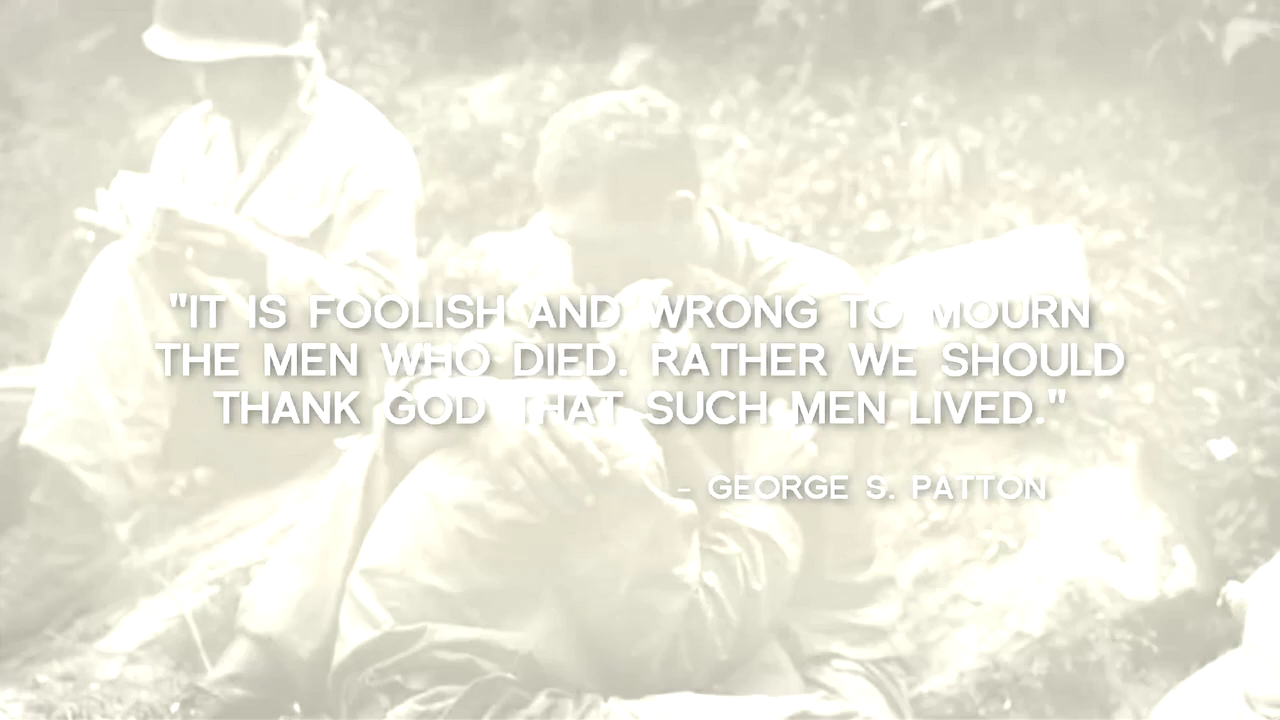 "IT IS FOOLISH AND WRONG TO MOURN
THE MEN WHO DIED. RATHER WE SHOULD
THANK GOD THAT SUCH MEN LIVED."
- GEORGE S. PATTON